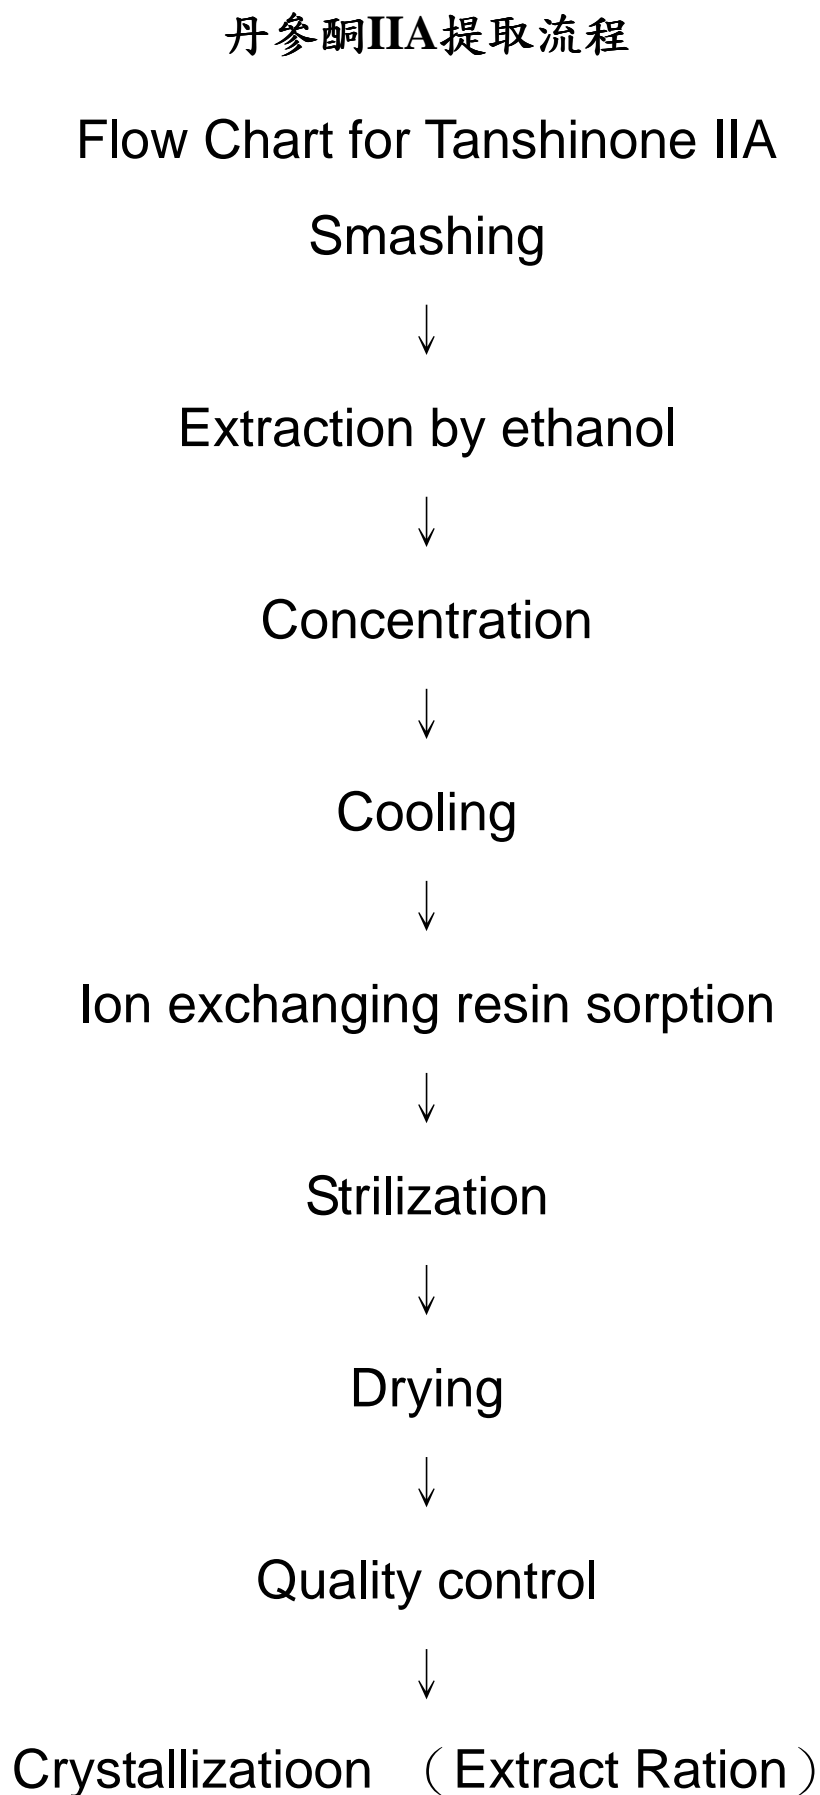 丹參酮IIA提取流程
Flow Chart for Tanshinone IIA
Smashing
↓
Extraction by ethanol
↓
Concentration
↓
Cooling
↓
Ion exchanging resin sorption
↓
Strilization
↓
Drying
↓
Quality control
↓
Crystallizatioon （Extract Ration）